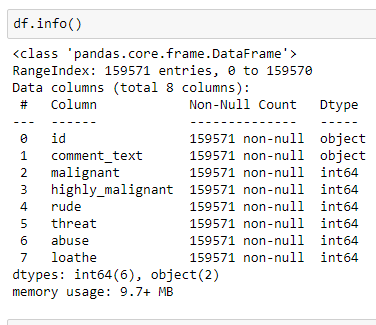 df.info()
<class 'pandas.core.frame.DataFrame'>
RangeIndex: 159571 entries, 0 to 159570
Data columns (total 8 columns):
 #   Column            Non-Null Count   Dtype
---  ------            --------------   -----
 0   id                159571 non-null  object
 1   comment_text      159571 non-null  object
 2   malignant         159571 non-null  int64
 3   highly_malignant  159571 non-null  int64
 4   rude              159571 non-null  int64
 5   threat            159571 non-null  int64
 6   abuse             159571 non-null  int64
 7   loathe            159571 non-null  int64
dtypes: int64(6), object(2)
memory usage: 9.7+ MB